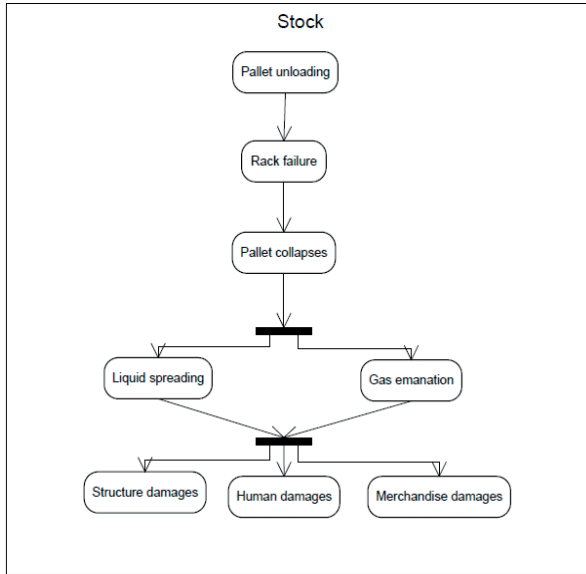 Stock
Pallet unloading
Rack failure
Pallet collapses
Liquid spreading
Gas emanation
Structure damages
Human damages
Merchandise damages